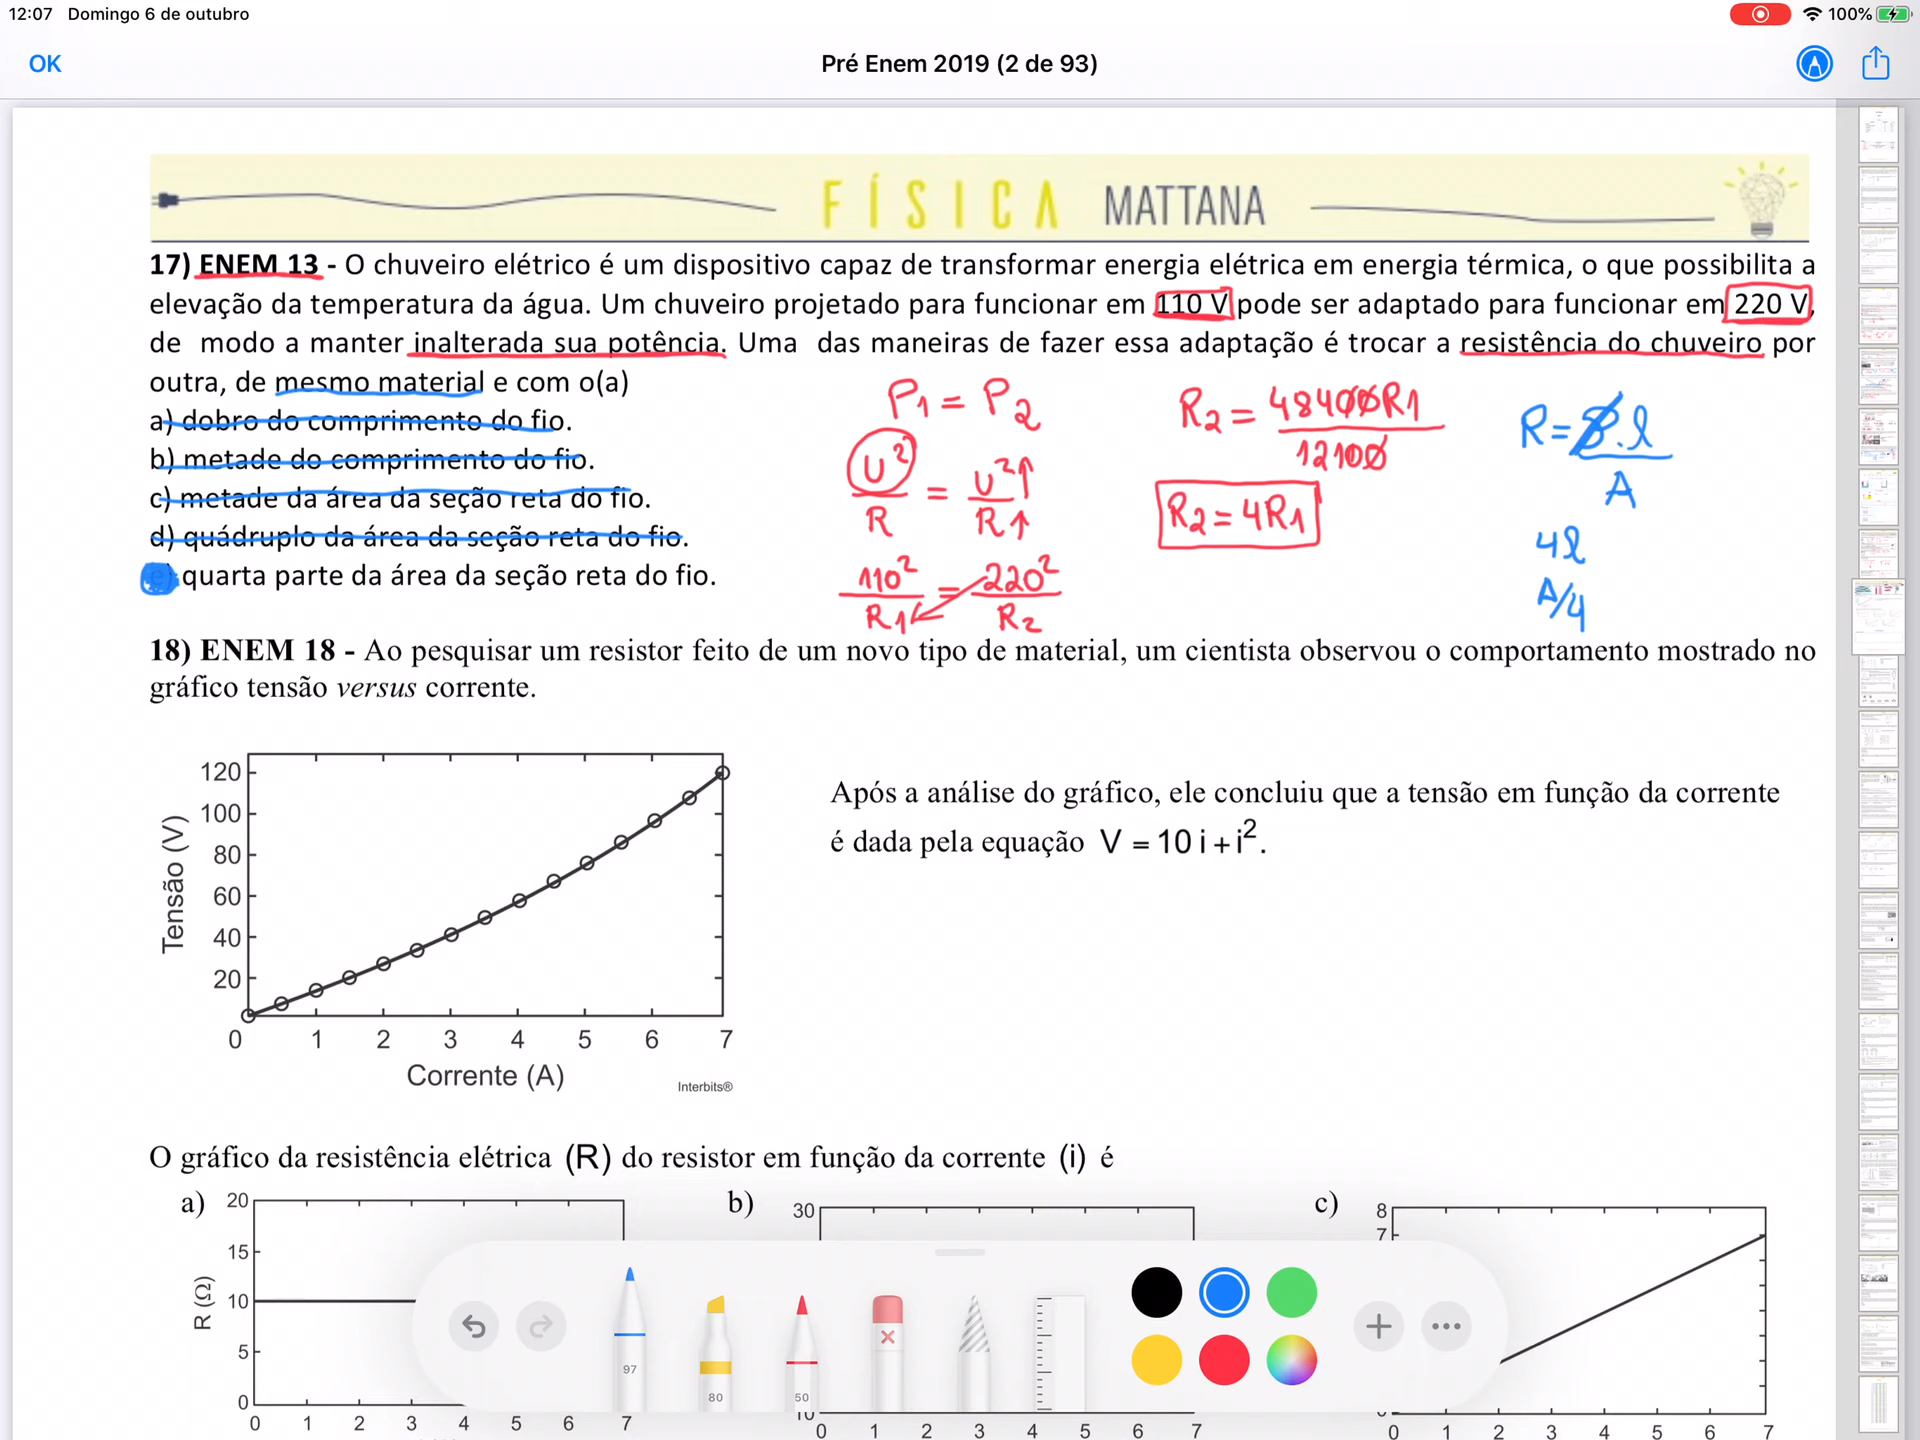 12:07 Domingo 6 de outubro
100%
OK
Pré Enem 2019 (2 de 93)
FÍSICA MATTANA
17) ENEM 13 - O chuveiro elétrico é um dispositivo capaz de transformar energia elétrica em energia térmica, o que possibilita a
elevação da temperatura da água. Um chuveiro projetado para funcionar em 110 V pode ser adaptado para funcionar em 220 V,
de modo a manter inalterada sua potência. Uma das maneiras de fazer essa adaptação é trocar a resistência do chuveiro por
outra, de mesmo material e com o(a)
a) dobro do comprimento do fio.
b) metade do comprimento do fio.
c) metade da área da seção reta do fio.
d) quádruplo da área da seção reta do fio.
e) quarta parte da área da seção reta do fio.
P1 = P2
U²/R = U²↑/R↑
110²/R1 = 220²/R2
R2 = 48400R1/12100
R2 = 4R1
R = ρ.l/A
4l
A/4
18) ENEM 18 - Ao pesquisar um resistor feito de um novo tipo de material, um cientista observou o comportamento mostrado no
gráfico tensão versus corrente.
120
100
80
60
40
20
Tensão (V)
0 1 2 3 4 5 6 7
Corrente (A)
Interbits®
Após a análise do gráfico, ele concluiu que a tensão em função da corrente
é dada pela equação V = 10 i + i².
O gráfico da resistência elétrica (R) do resistor em função da corrente (i) é
a)
20
15
10
5
0
R (Ω)
0 1 2 3 4 5 6 7
b)
30
10
0 1 2 3 4 5 6 7
c)
8
7
0
0 1 2 3 4 5 6 7
97
80
50